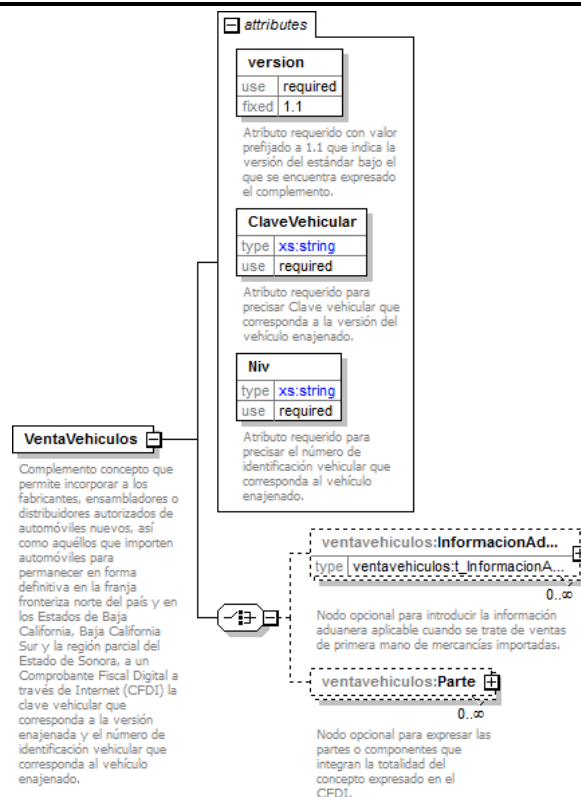 attributes
version
use required
fixed 1.1
Atributo requerido con valor
prefijado a 1.1 que indica la
versión del estándar bajo el
que se encuentra expresado
el complemento.
ClaveVehicular
type xs:string
use required
Atributo requerido para
precisar Clave vehicular que
corresponda a la versión del
vehículo enajenado.
Niv
type xs:string
use required
Atributo requerido para
precisar el número de
identificación vehicular que
corresponda al vehículo
enajenado.
VentaVehiculos
Complemento concepto que
permite incorporar a los
fabricantes, ensambladores o
distribuidores autorizados de
automóviles nuevos, así
como aquéllos que importen
automóviles para
permanecer en forma
definitiva en la franja
fronteriza norte del país y en
los Estados de Baja
California, Baja California
Sur y la región parcial del
Estado de Sonora, a un
Comprobante Fiscal Digital a
través de Internet (CFDI) la
clave vehicular que
corresponda a la versión
enajenada y el número de
identificación vehicular que
corresponda al vehículo
enajenado.
ventavehiculos:InformacionAd...
type ventavehiculos:t_InformacionA...
0..∞
Nodo opcional para introducir la información
aduanera aplicable cuando se trate de ventas
de primera mano de mercancías importadas.
ventavehiculos:Parte
0..∞
Nodo opcional para expresar las
partes o componentes que
integran la totalidad del
concepto expresado en el
CFDI.